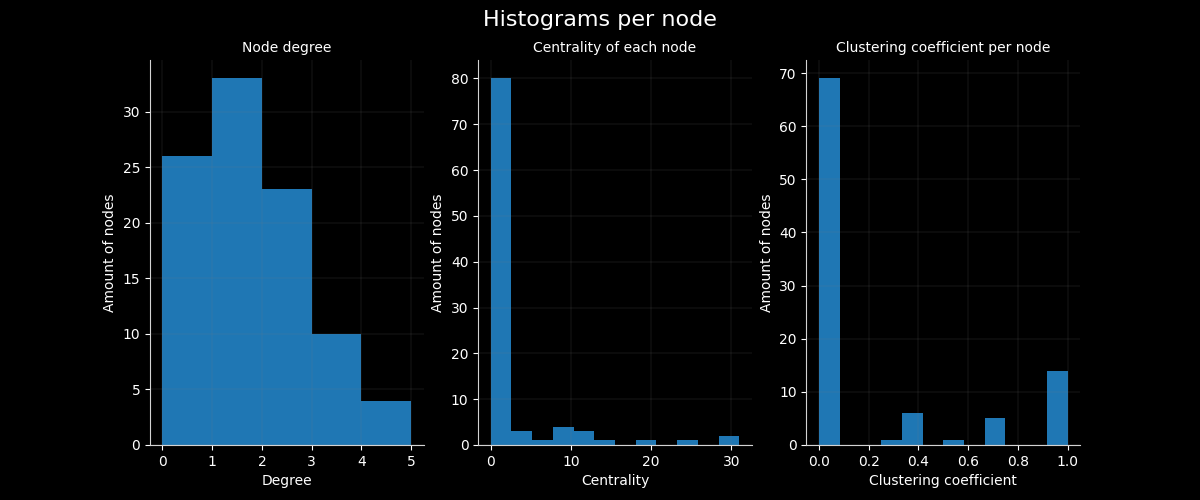 Histograms per node
Node degree
Amount of nodes
30
25
20
15
10
5
0
0 1 2 3 4 5
Degree
Centrality of each node
Amount of nodes
80
70
60
50
40
30
20
10
0
0 10 20 30
Centrality
Clustering coefficient per node
Amount of nodes
70
60
50
40
30
20
10
0
0.0 0.2 0.4 0.6 0.8 1.0
Clustering coefficient